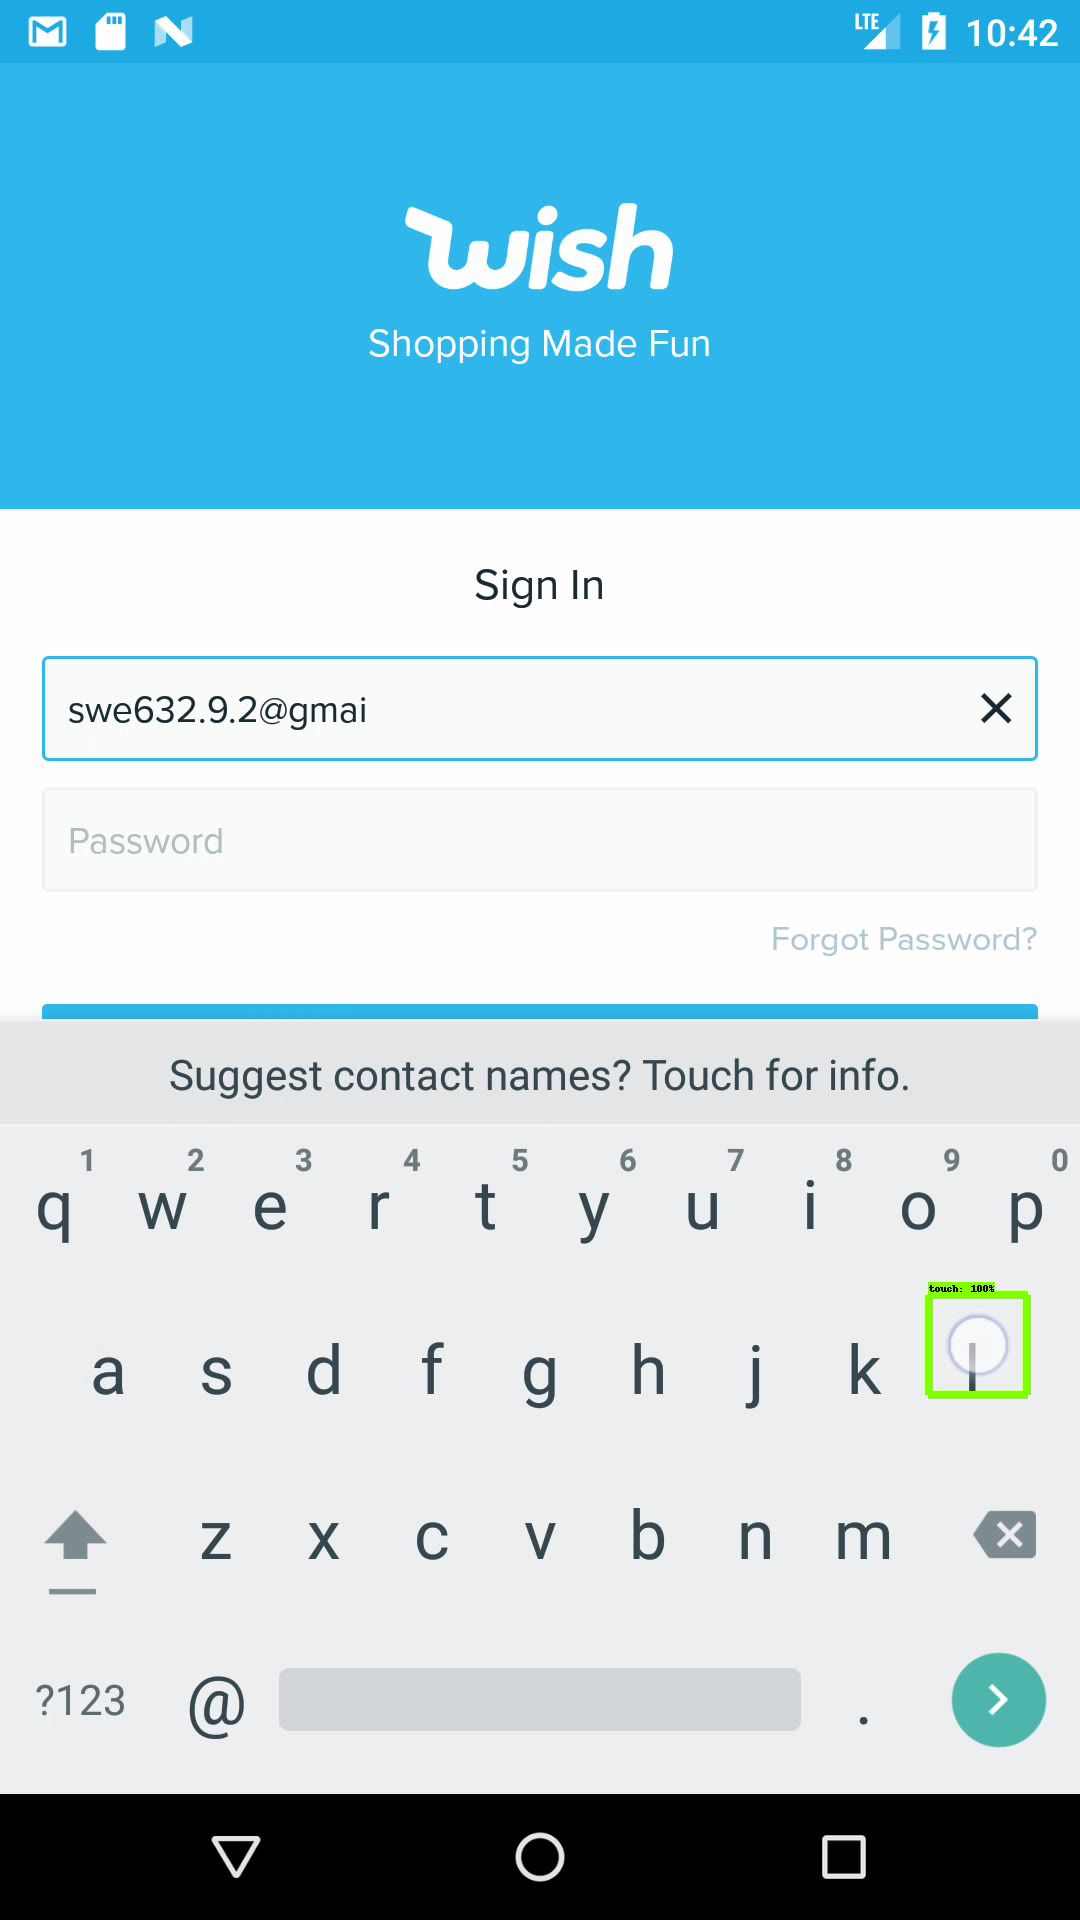 LTE 10:42
wish
Shopping Made Fun
Sign In
swe632.9.2@gmai
Password
Forgot Password?
Suggest contact names? Touch for info.
1 2 3 4 5 6 7 8 9 0
q w e r t y u i o p
touch: 100%
a s d f g h j k l
z x c v b n m
?123 @ .